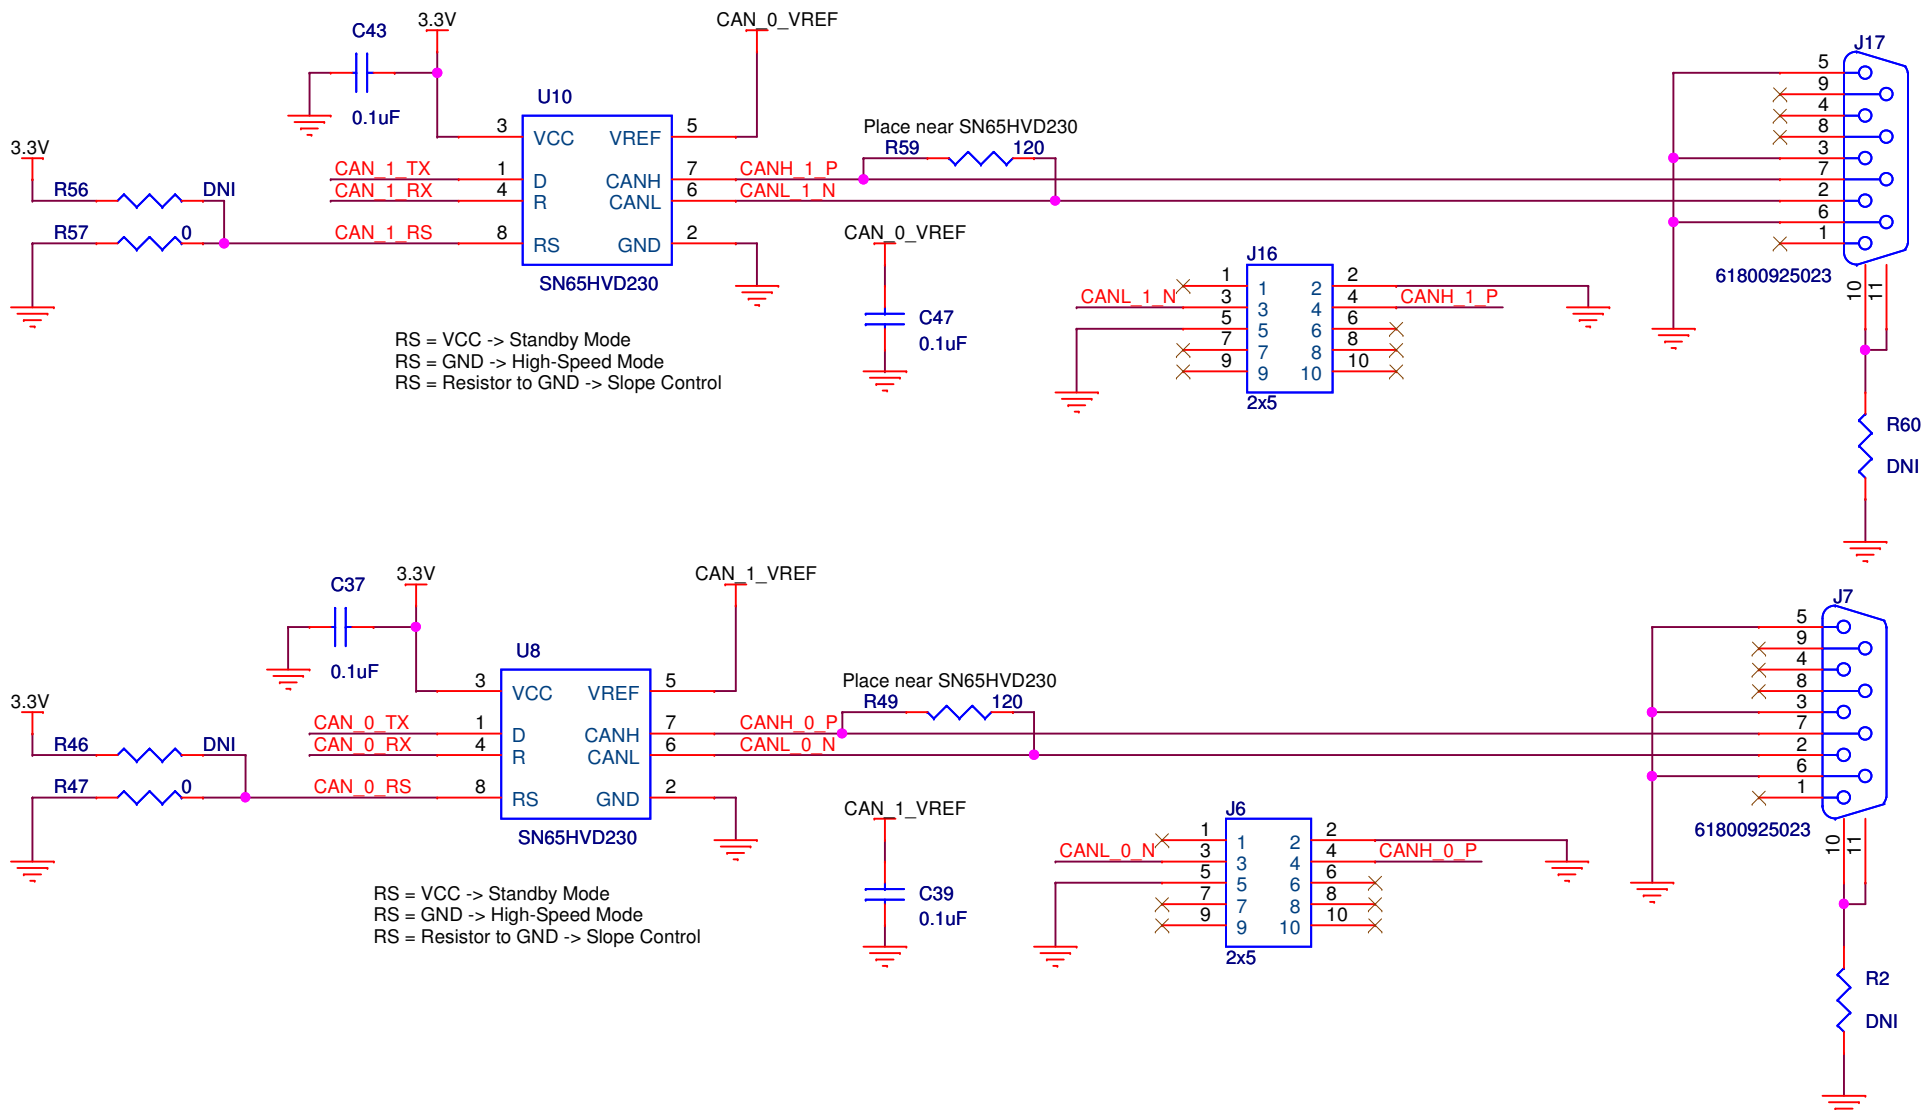 C43
3.3V
CAN_0_VREF
J17
0.1uF
U10
3 VCC VREF 5
1 D CANH 7
4 R CANL 6
8 RS GND 2
SN65HVD230
CAN_1_TX
CAN_1_RX
CAN_1_RS
3.3V
R56 DNI
R57 0
CANH_1_P
CANL_1_N
Place near SN65HVD230
R59 120
5
9
4
8
3
7
2
6
1
61800925023
10 11
CAN_0_VREF
C47
0.1uF
J16
1 1 2 2
CANL_1_N 3 3 4 4 CANH_1_P
5 5 6 6
7 7 8 8
9 9 10 10
2x5
RS = VCC -> Standby Mode
RS = GND -> High-Speed Mode
RS = Resistor to GND -> Slope Control
R60
DNI
C37
3.3V
CAN_1_VREF
J7
0.1uF
U8
3 VCC VREF 5
1 D CANH 7
4 R CANL 6
8 RS GND 2
SN65HVD230
CAN_0_TX
CAN_0_RX
CAN_0_RS
3.3V
R46 DNI
R47 0
CANH_0_P
CANL_0_N
Place near SN65HVD230
R49 120
5
9
4
8
3
7
2
6
1
61800925023
10 11
CAN_1_VREF
C39
0.1uF
J6
1 1 2 2
CANL_0_N 3 3 4 4 CANH_0_P
5 5 6 6
7 7 8 8
9 9 10 10
2x5
RS = VCC -> Standby Mode
RS = GND -> High-Speed Mode
RS = Resistor to GND -> Slope Control
R2
DNI